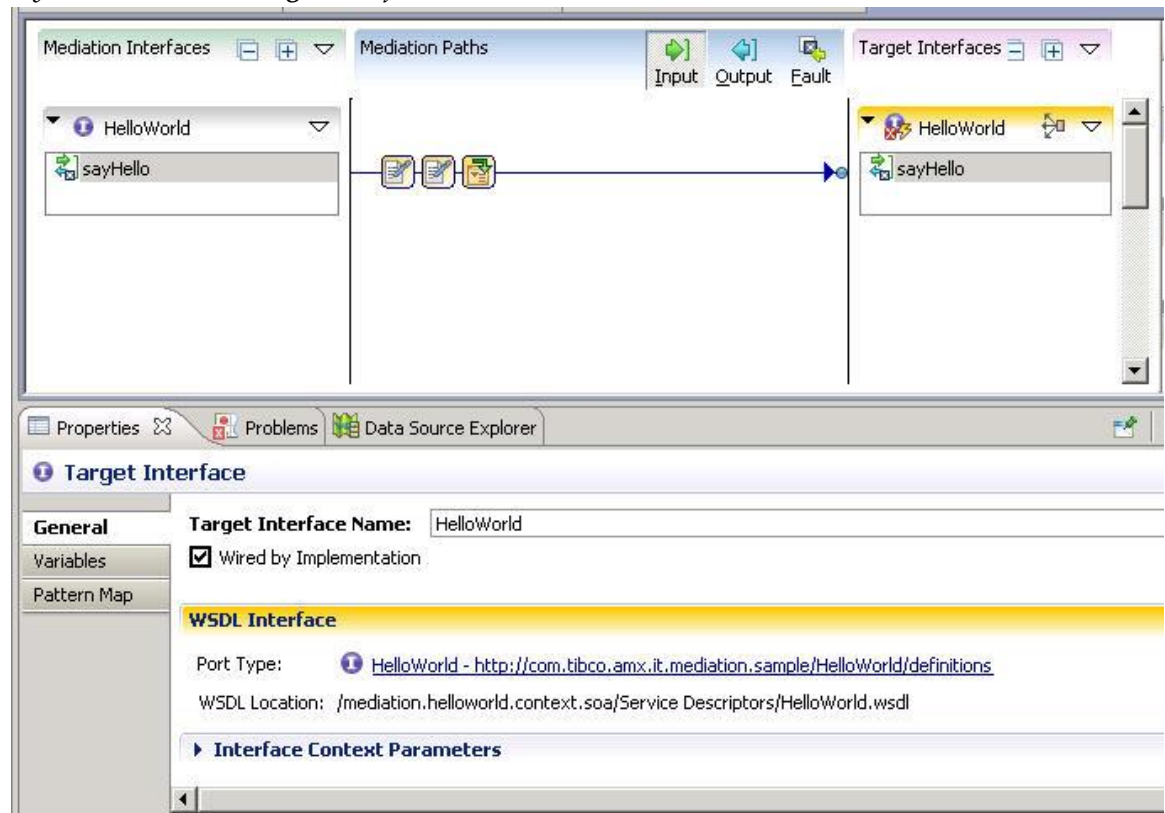 Mediation Interfaces
Mediation Paths
Input Output Fault
Target Interfaces
HelloWorld
sayHello
HelloWorld
sayHello
Properties
Problems
Data Source Explorer
Target Interface
General
Variables
Pattern Map
Target Interface Name: HelloWorld
Wired by Implementation
WSDL Interface
Port Type: HelloWorld - http://com.tibco.amx.it.mediation.sample/HelloWorld/definitions
WSDL Location: /mediation.helloworld.context.soa/Service Descriptors/HelloWorld.wsdl
Interface Context Parameters